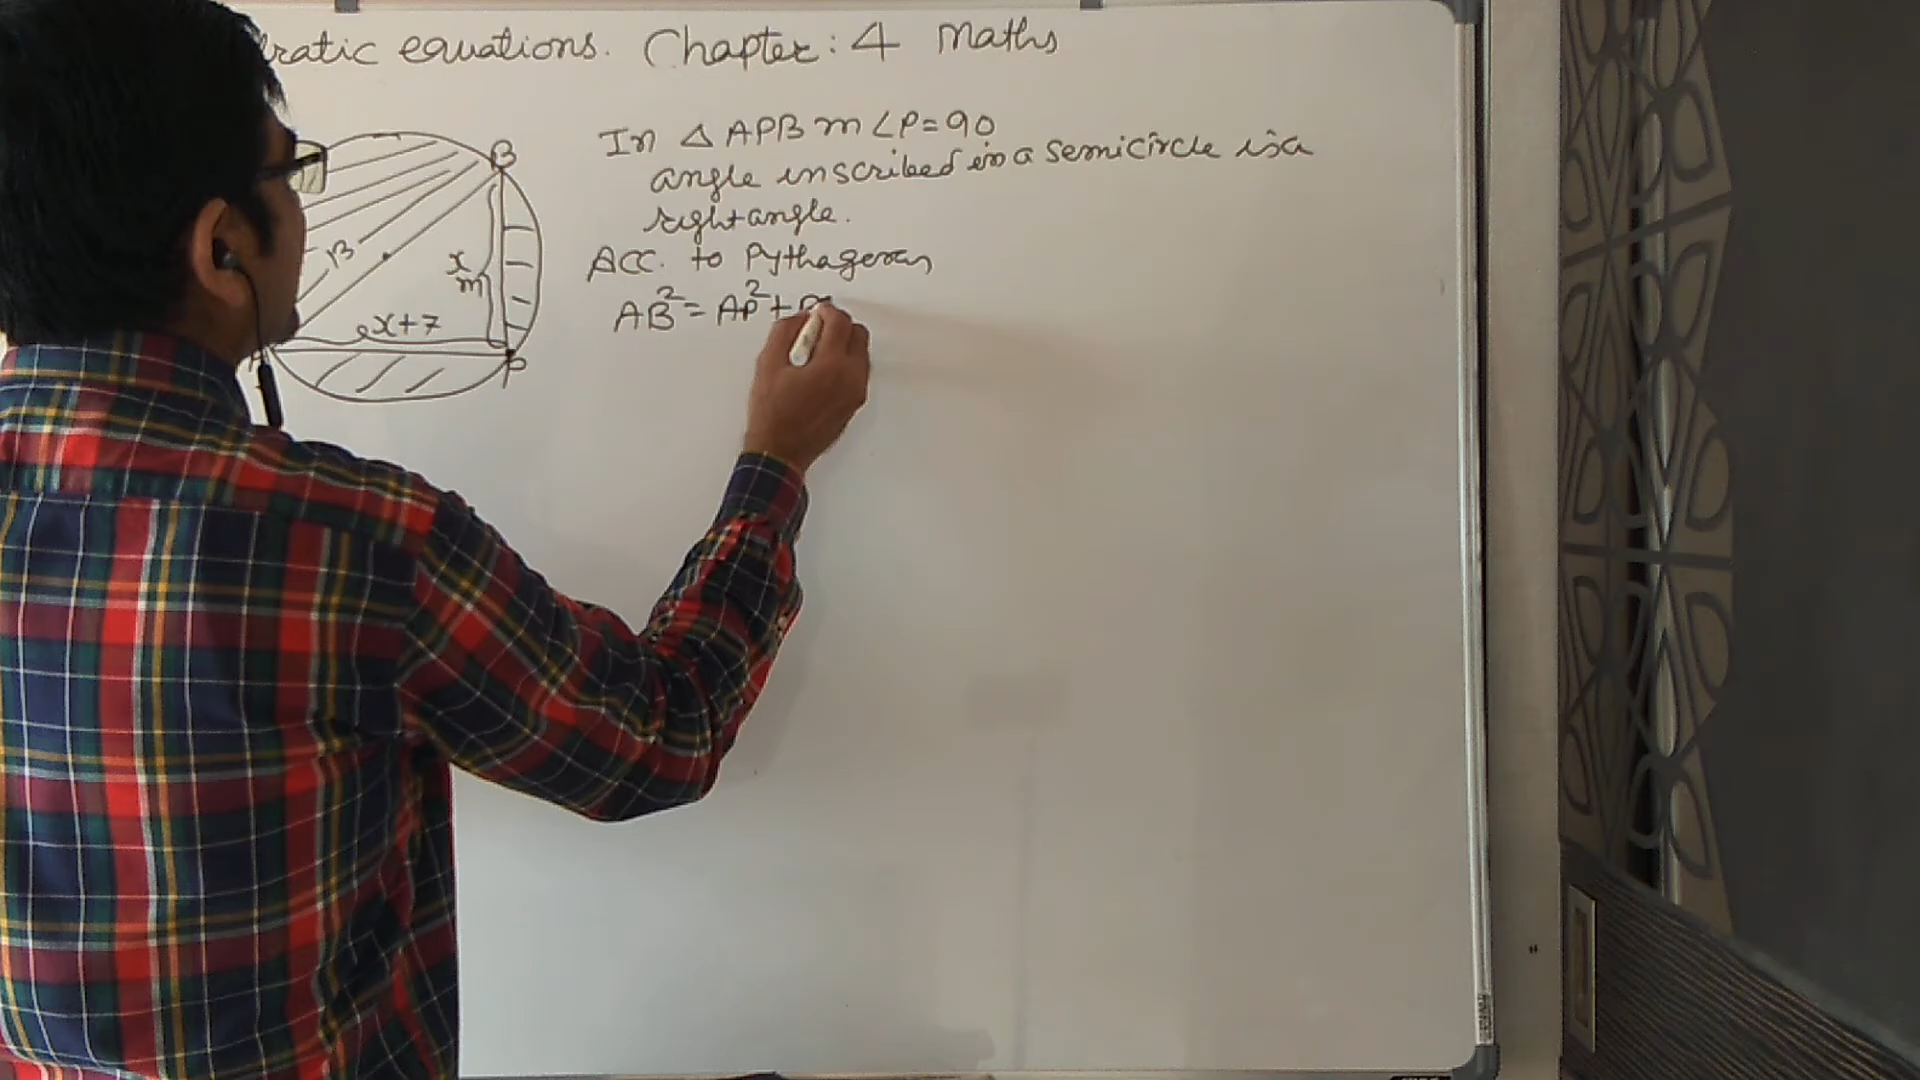 ratic equations. Chapter: 4 Maths
In △ APB m∠P=90
angle inscribed in a semicircle is a
right angle.
Acc. to Pythagoras
AB²= AP²+
B
13
x
m
x+7
P